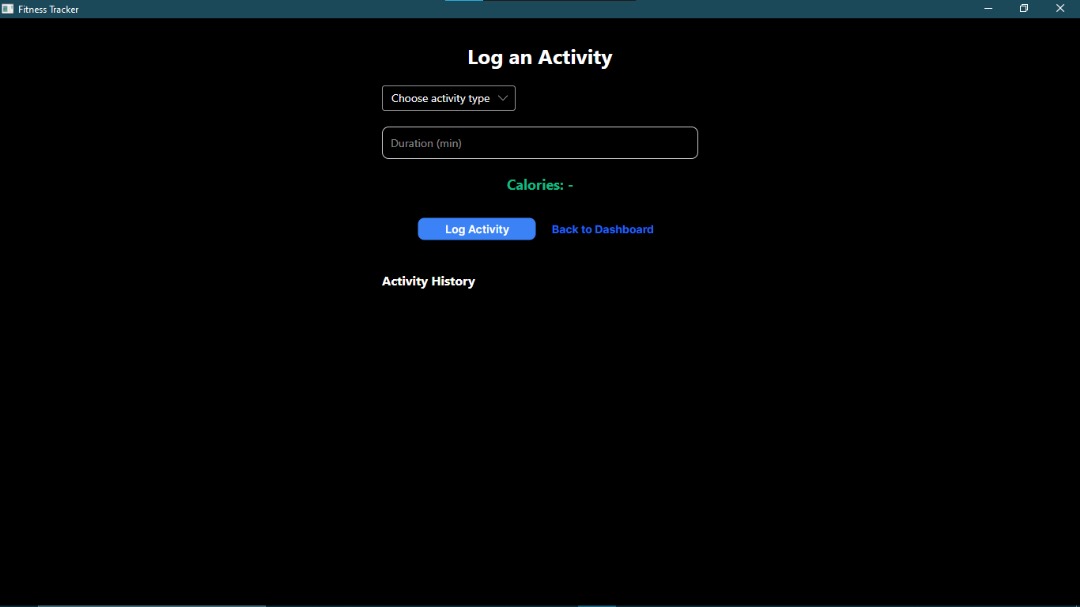 Fitness Tracker
Log an Activity
Choose activity type
Duration (min)
Calories: -
Log Activity
Back to Dashboard
Activity History